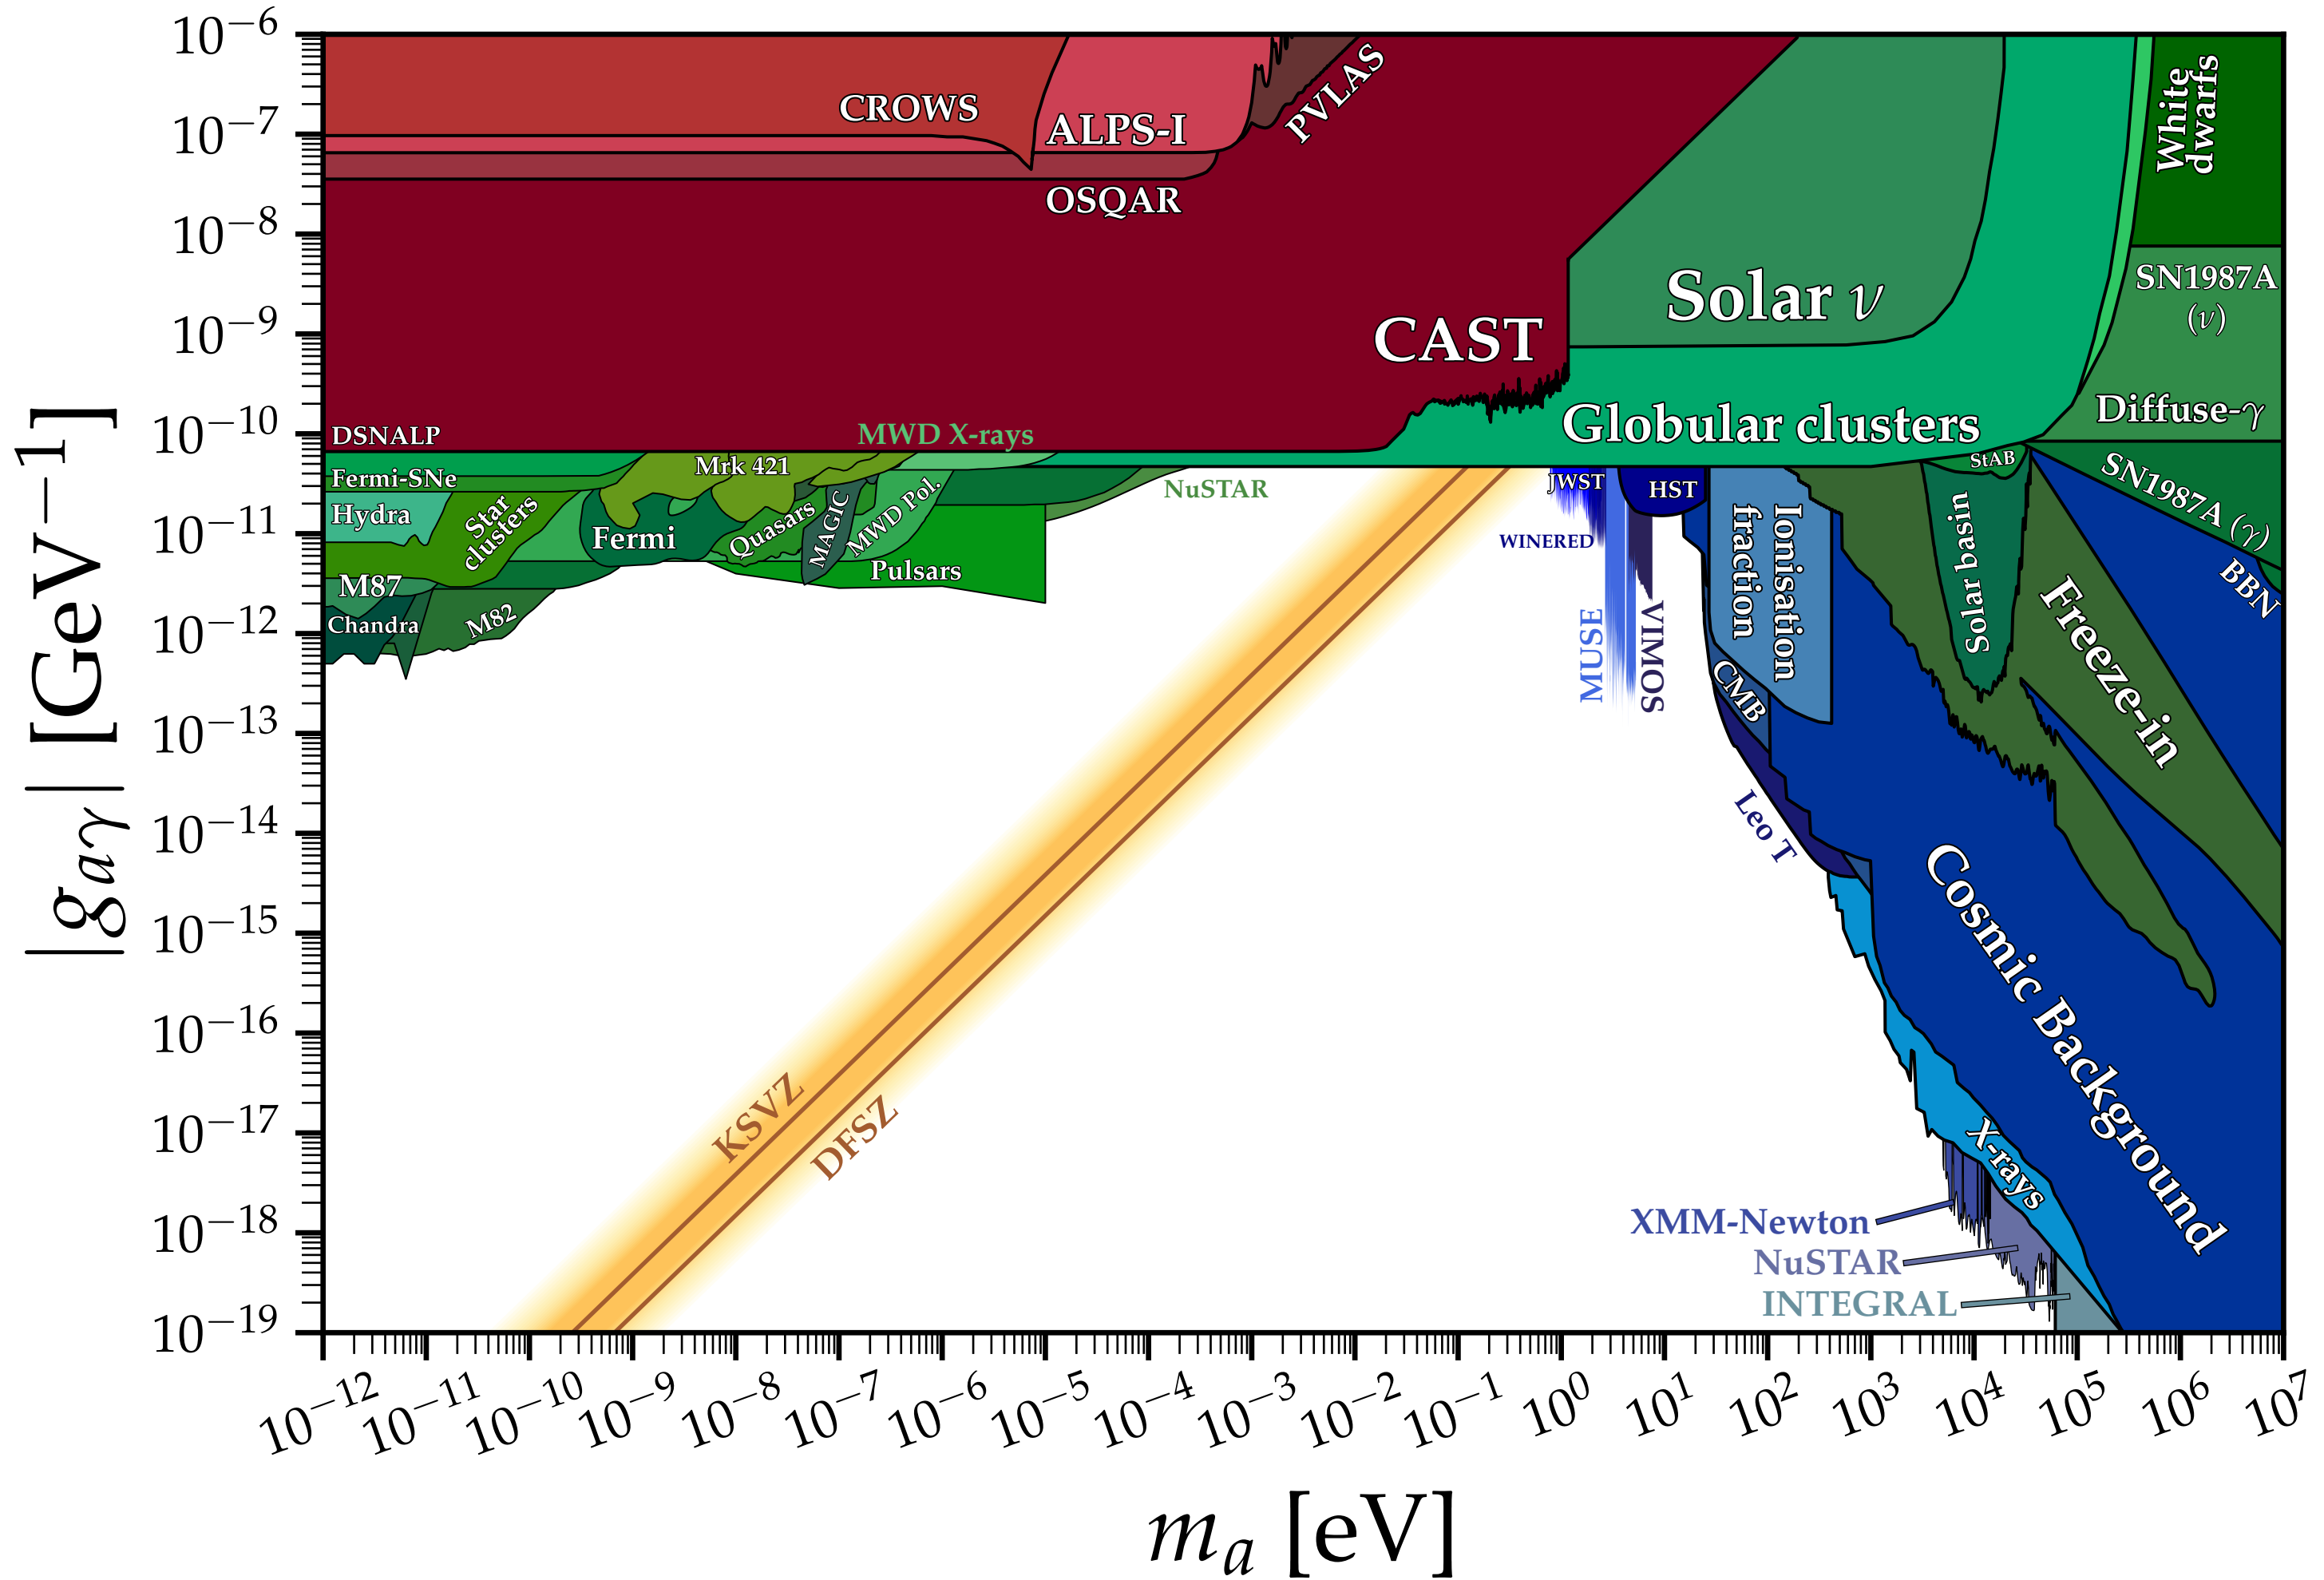 10−6
10−7
10−8
10−9
10−10
10−11
10−12
10−13
10−14
10−15
10−16
10−17
10−18
10−19
|gaγ| [GeV−1]
CROWS
ALPS-I
PVLAS
OSQAR
CAST
Solar ν
Globular clusters
White
dwarfs
SN1987A
(ν)
Diffuse-γ
DSNALP
MWD X-rays
Fermi-SNe
Mrk 421
Hydra
Star
clusters
Fermi
Quasars
MAGIC
MWD Pol.
NuSTAR
Pulsars
M87
Chandra
M82
JWST
HST
WINERED
MUSE
VIMOS
Ionisation
fraction
CMB
Leo T
StAB
Solar basin
SN1987A (γ)
BBN
Freeze-in
Cosmic Background
X-rays
KSVZ
DFSZ
XMM-Newton
NuSTAR
INTEGRAL
10−12 10−11 10−10 10−9 10−8 10−7 10−6 10−5 10−4 10−3 10−2 10−1 100 101 102 103 104 105 106 107
ma [eV]